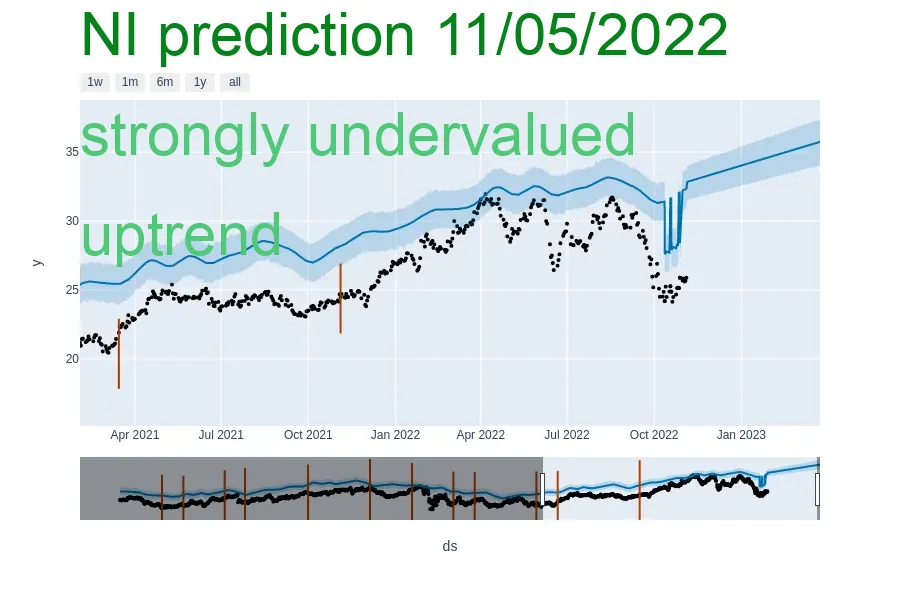 NI prediction 11/05/2022
1w 1m 6m 1y all
strongly undervalued
35
30
uptrend
y
25
20
Apr 2021 Jul 2021 Oct 2021 Jan 2022 Apr 2022 Jul 2022 Oct 2022 Jan 2023
ds